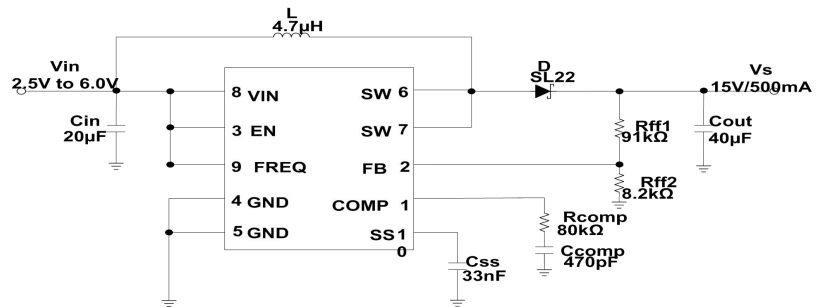 L
4.7µH
Vin
2.5V to 6.0V
D
SL22
Vs
15V/500mA
8 VIN
SW 6
Cin
20µF
3 EN
SW 7
Rff1
91kΩ
Cout
40µF
9 FREQ
FB 2
Rff2
8.2kΩ
4 GND
COMP 1
Rcomp
80kΩ
5 GND
SS1
0
Ccomp
470pF
Css
33nF